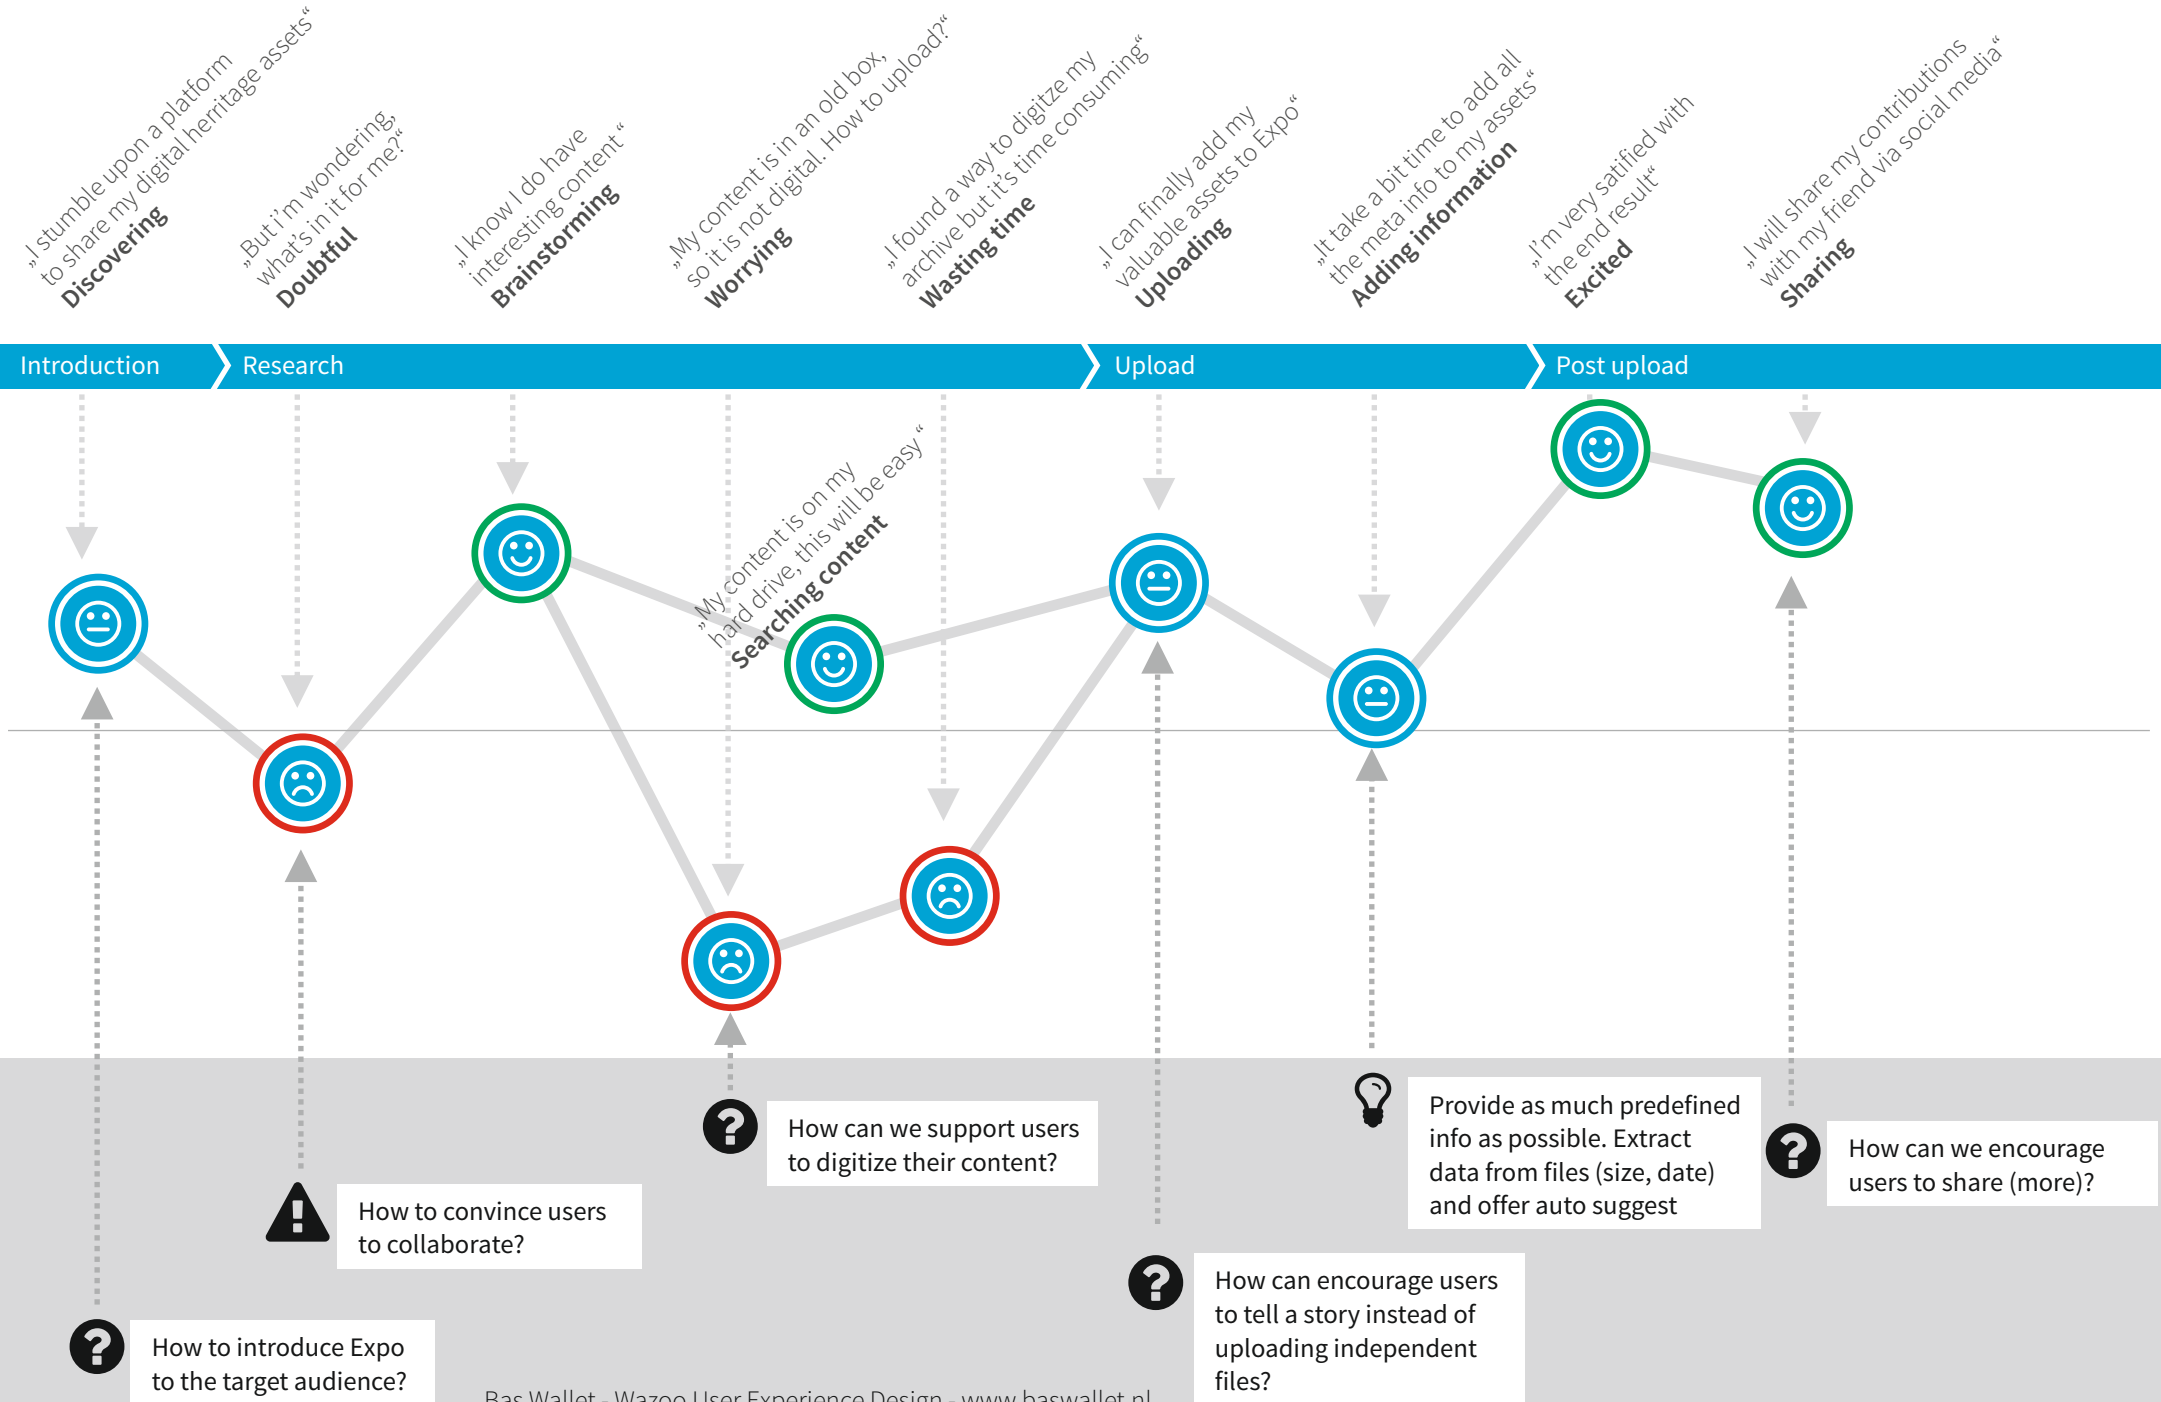 „I stumble upon a platform
to share my digital herritage assets“
Discovering
„But i’m wondering,
what’s in it for me?“
Doubtful
„I know I do have
interesting content “
Brainstorming
„My content is in an old box,
so it is not digital. How to upload?“
Worrying
„I found a way to digitze my
archive but it’s time consuming“
Wasting time
„I can finally add my
valuable assets to Expo“
Uploading
„It take a bit time to add all
the meta info to my assets“
Adding information
„I’m very satified with
the end result“
Excited
„I will share my contributions
with my friend via social media“
Sharing
Introduction
Research
Upload
Post upload
„My content is on my
hard drive, this will be easy “
Searching content
Provide as much predefined
info as possible. Extract
data from files (size, date)
and offer auto suggest
How can we support users
to digitize their content?
How can we encourage
users to share (more)?
How to convince users
to collaborate?
How can encourage users
to tell a story instead of
uploading independent
files?
How to introduce Expo
to the target audience?
Bas Wallet - Wazoo User Experience Design - www.baswallet.nl